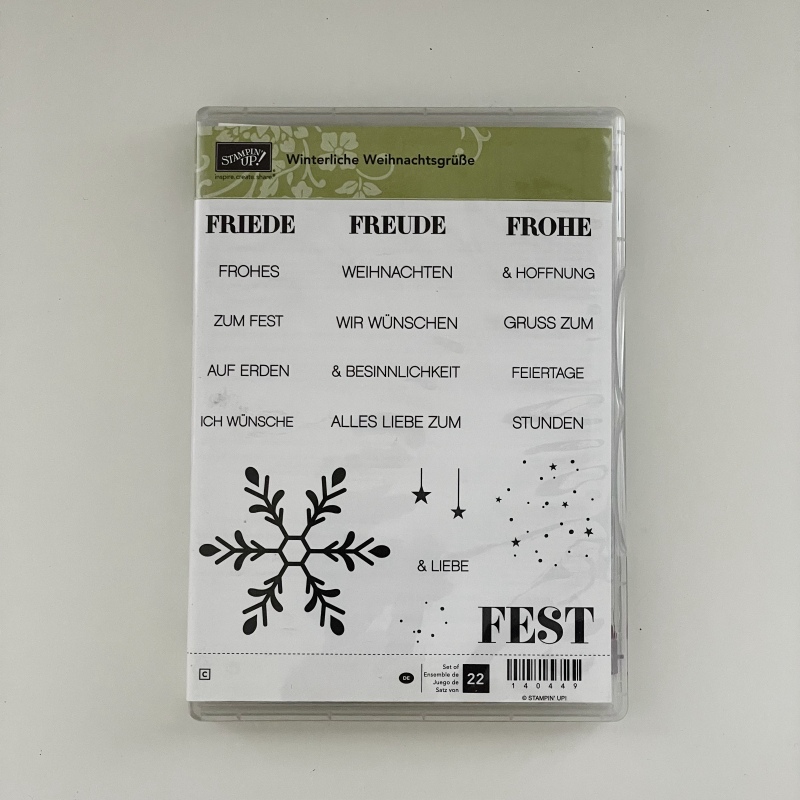 STAMPIN' UP!
inspire.create.share®
Winterliche Weihnachtsgrüße
FRIEDE FREUDE FROHE
FROHES WEIHNACHTEN & HOFFNUNG
ZUM FEST WIR WÜNSCHEN GRUSS ZUM
AUF ERDEN & BESINNLICHKEIT FEIERTAGE
ICH WÜNSCHE ALLES LIEBE ZUM STUNDEN
& LIEBE
FEST
C
DE
Set of
Ensemble de
Juego de
Satz von
22
140449
© STAMPIN' UP!